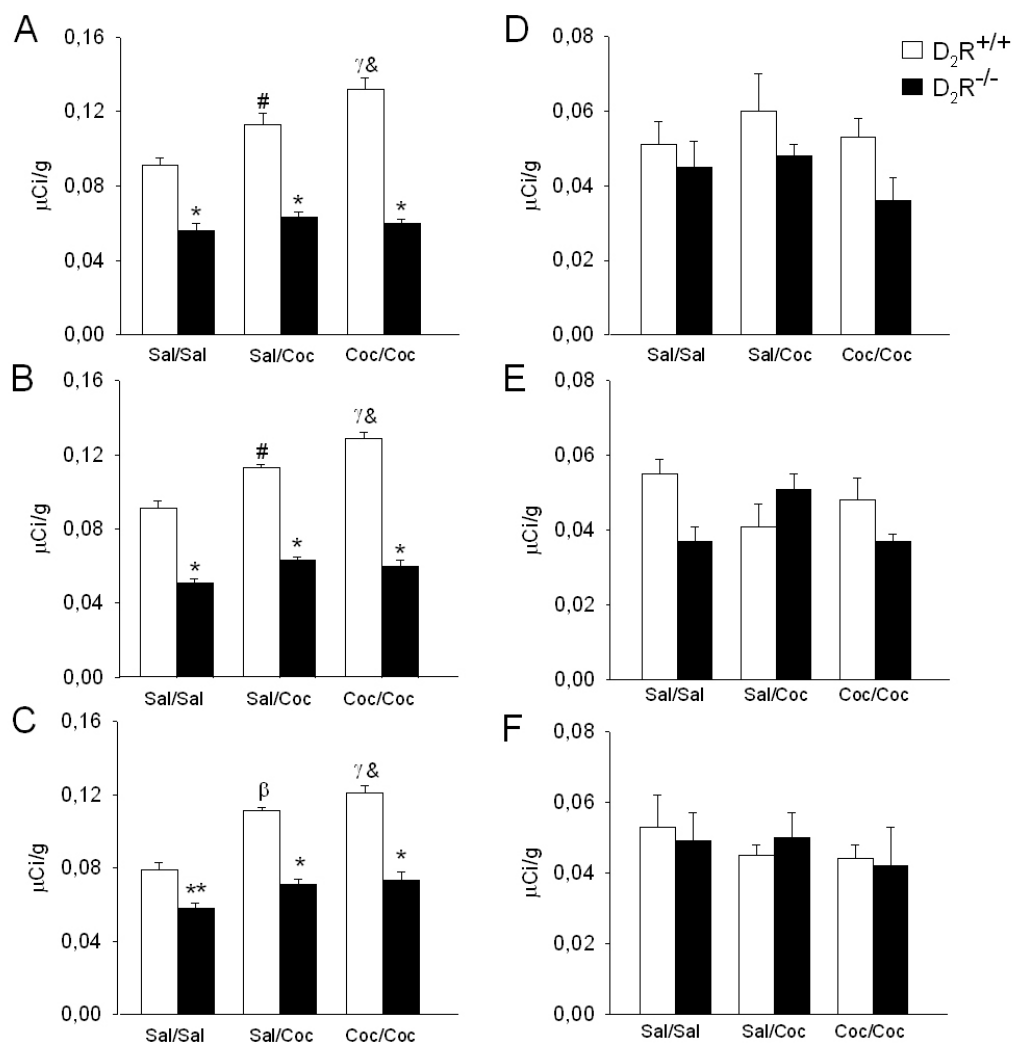 A
0,16
γ&
#
0,12
μCi/g
0,08
*
*
*
0,04
0,00
Sal/Sal Sal/Coc Coc/Coc
D
0,08
D₂R⁺/⁺
D₂R⁻/⁻
0,06
μCi/g
0,04
0,02
0,00
Sal/Sal Sal/Coc Coc/Coc
B
0,16
γ&
#
0,12
μCi/g
0,08
*
*
*
0,04
0,00
Sal/Sal Sal/Coc Coc/Coc
E
0,08
0,06
μCi/g
0,04
0,02
0,00
Sal/Sal Sal/Coc Coc/Coc
C
0,16
γ&
β
0,12
μCi/g
0,08
**
*
*
0,04
0,00
Sal/Sal Sal/Coc Coc/Coc
F
0,08
0,06
μCi/g
0,04
0,02
0,00
Sal/Sal Sal/Coc Coc/Coc